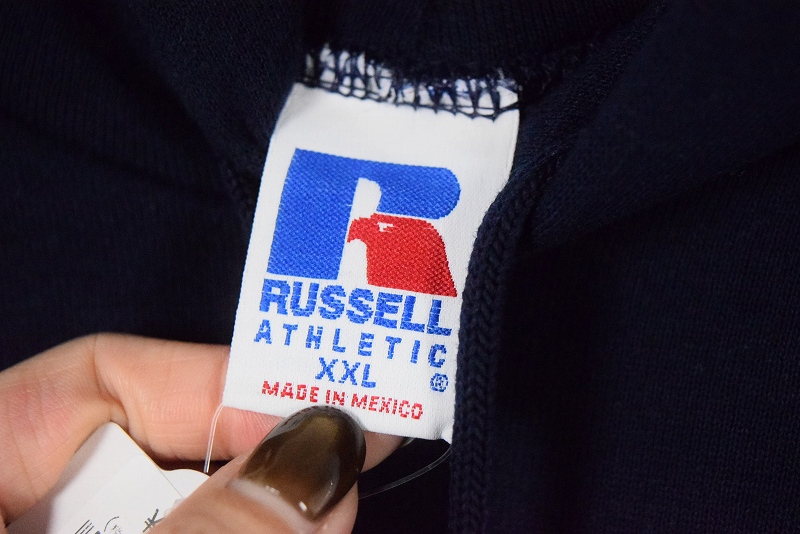 RUSSELL
ATHLETIC
XXL ®
MADE IN MEXICO